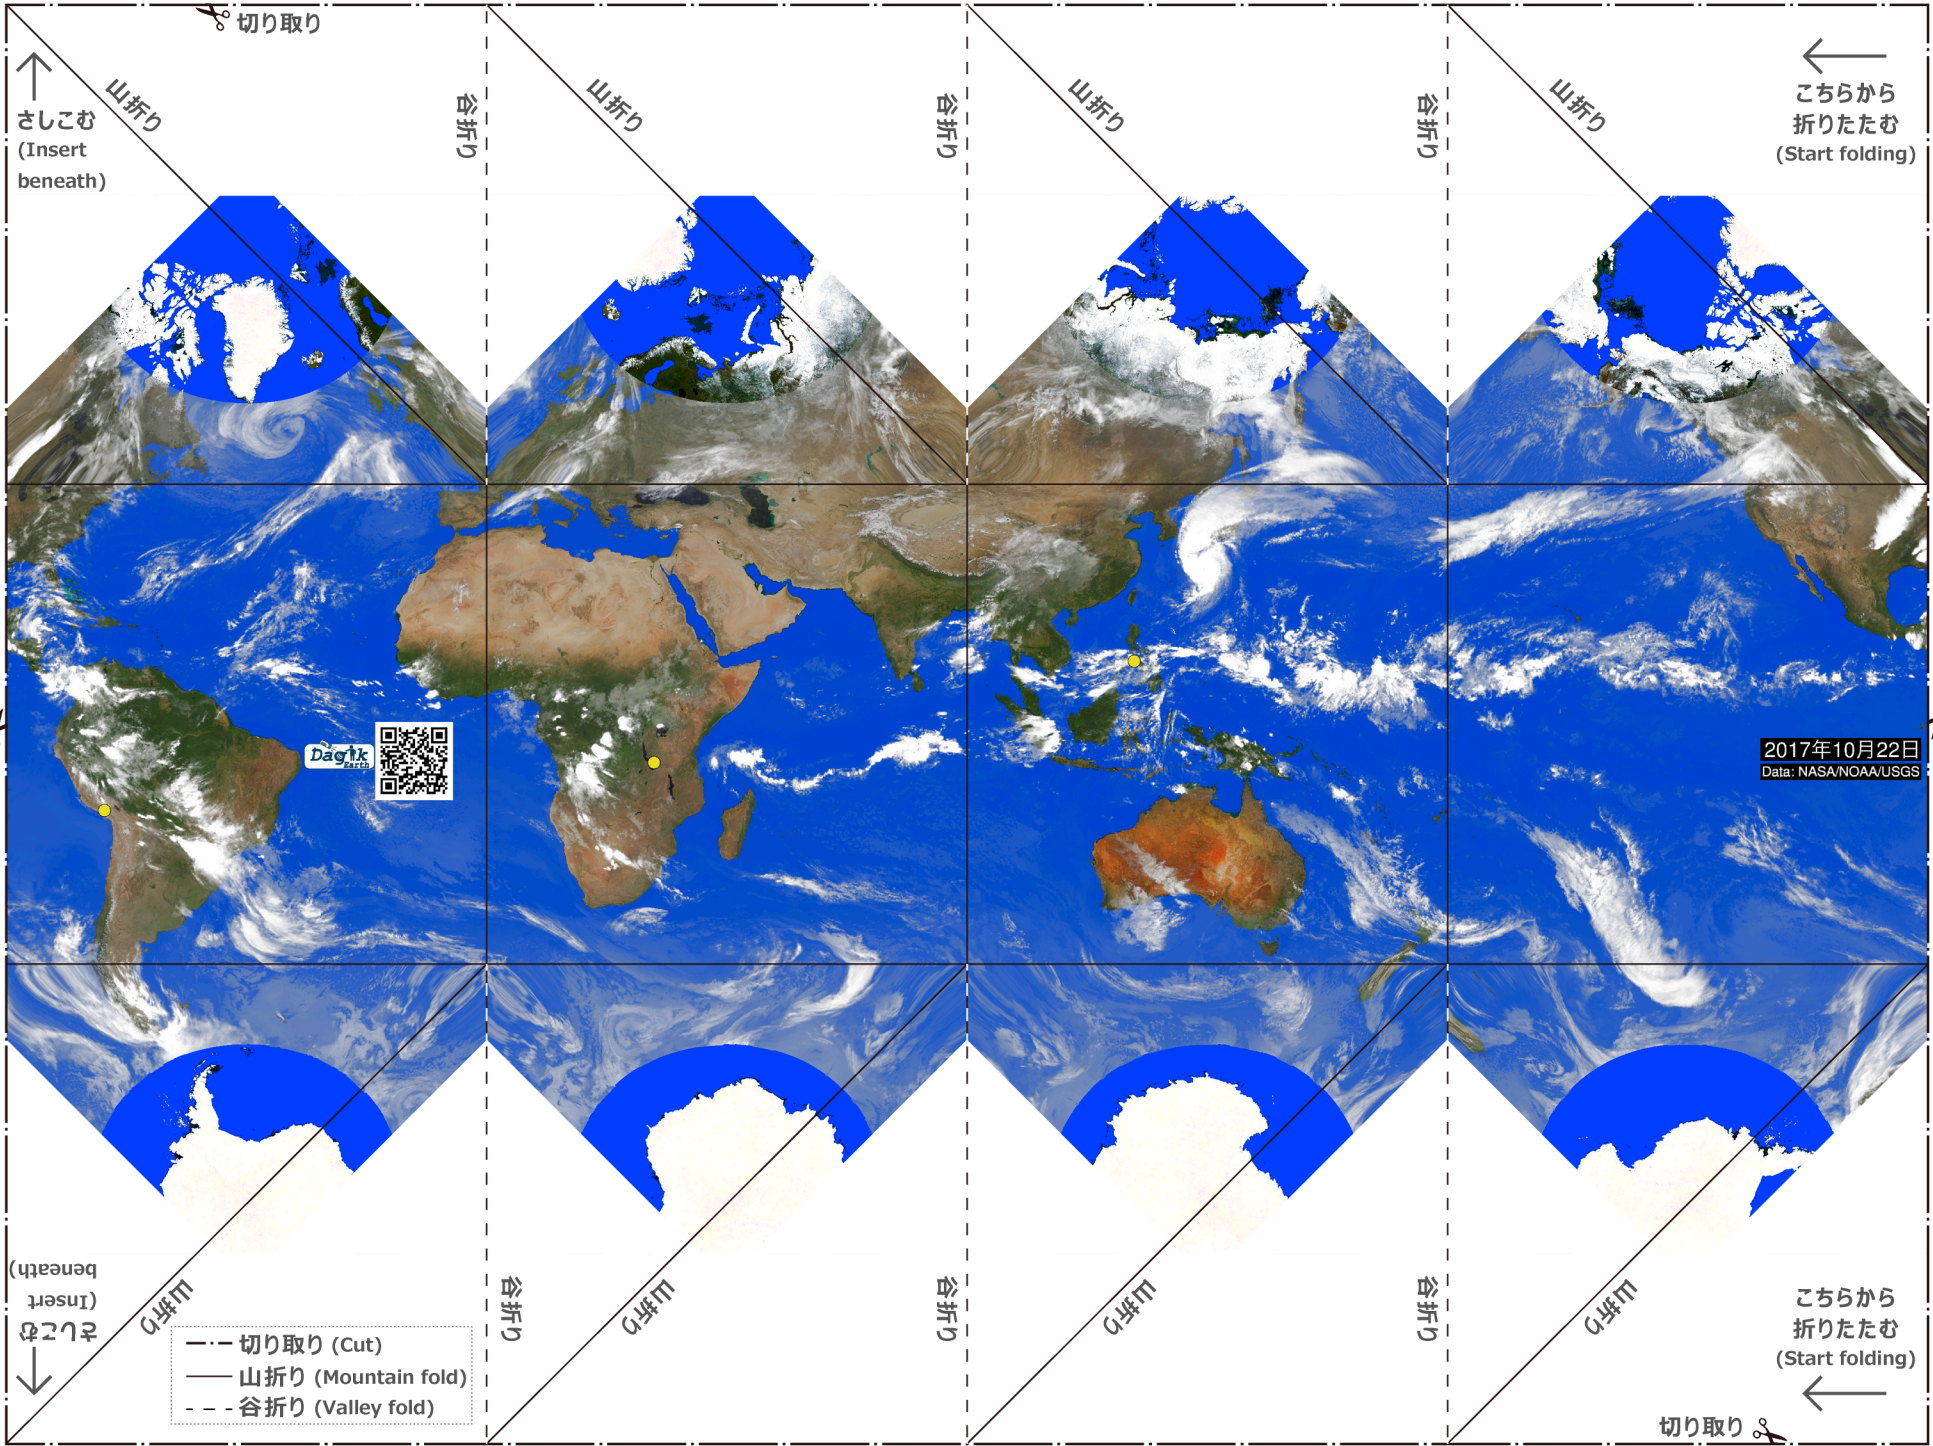 切り取り
山折り
谷折り
山折り
谷折り
山折り
谷折り
山折り
さしこむ
(Insert
beneath)
こちらから
折りたたむ
(Start folding)
Dagik
Earth
2017年10月22日
Data: NASA/NOAA/USGS
さしこむ
(Insert
beneath)
山折り
谷折り
山折り
谷折り
山折り
谷折り
山折り
こちらから
折りたたむ
(Start folding)
切り取り (Cut)
山折り (Mountain fold)
谷折り (Valley fold)
切り取り